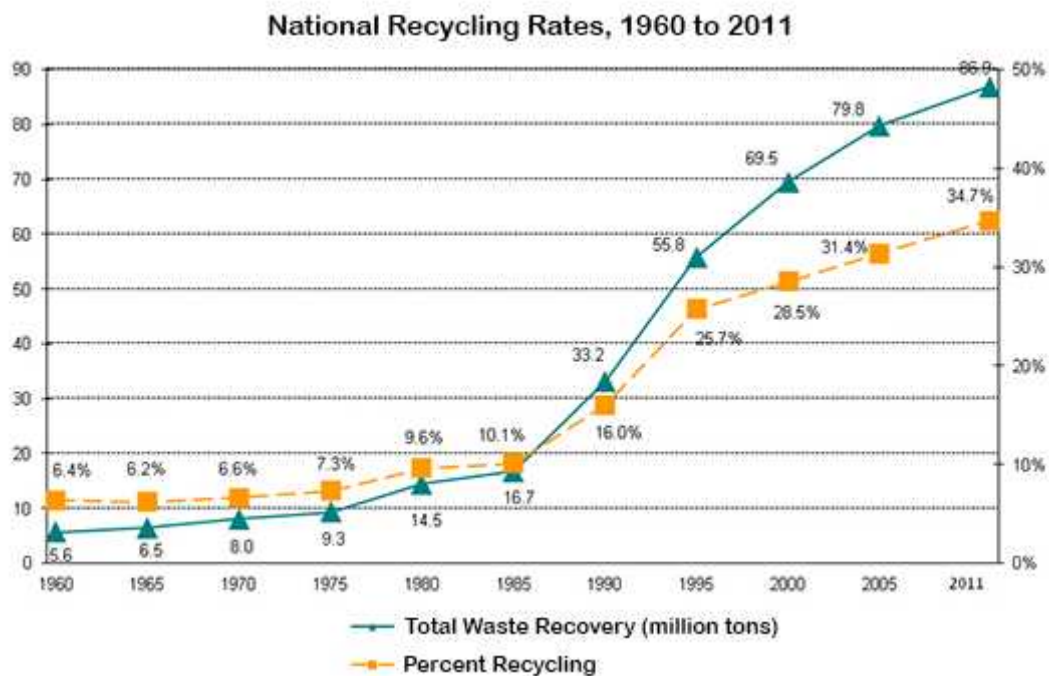 National Recycling Rates, 1960 to 2011
90 86.9 50%
80 79.8
69.5 40%
70 34.7%
60 55.8 31.4%
30%
50 28.5%
25.7%
40 33.2
20%
30 16.0%
9.6% 10.1%
20 6.4% 6.2% 6.6% 7.3% 10%
16.7
10 14.5
5.6 6.5 8.0 9.3
0 0%
1960 1965 1970 1975 1980 1985 1990 1995 2000 2005 2011
Total Waste Recovery (million tons)
Percent Recycling